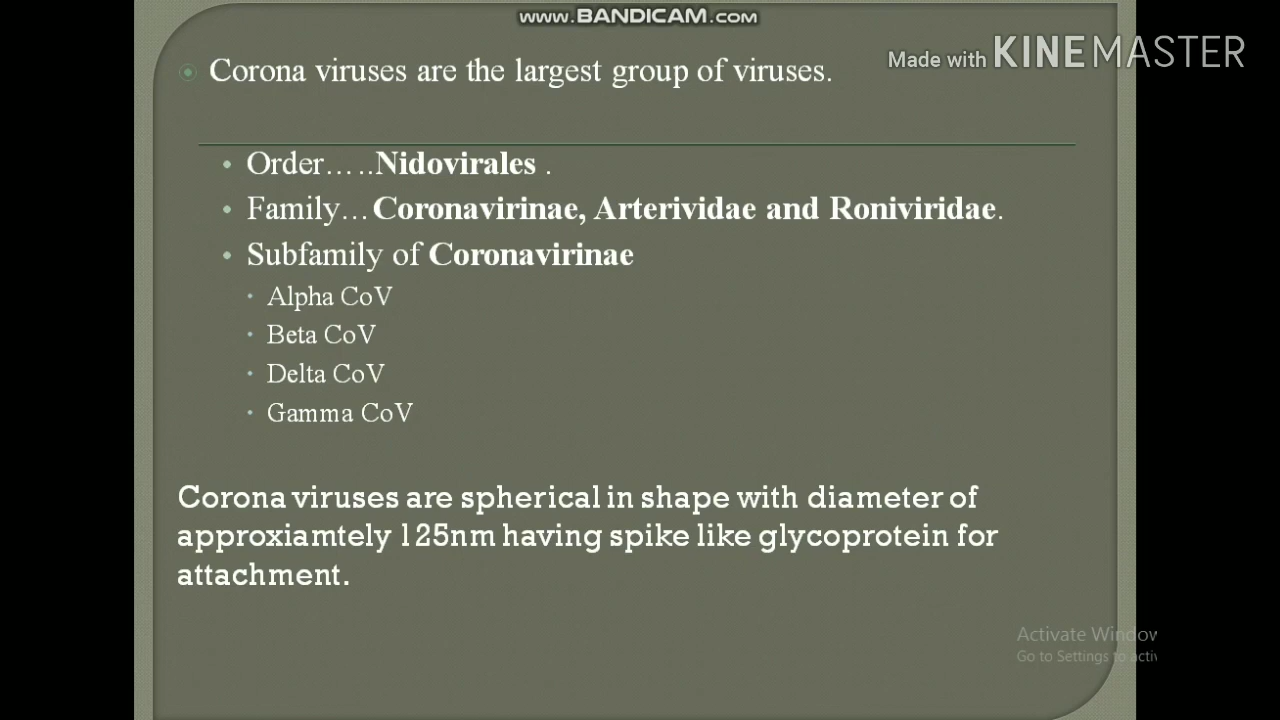 www.BANDICAM.com
Made with KINEMASTER
Corona viruses are the largest group of viruses.
Order…..Nidovirales .
Family…Coronavirinae, Arterividae and Roniviridae.
Subfamily of Coronavirinae
Alpha CoV
Beta CoV
Delta CoV
Gamma CoV
Corona viruses are spherical in shape with diameter of
approxiamtely 125nm having spike like glycoprotein for
attachment.
Activate Window
Go to Settings to activ